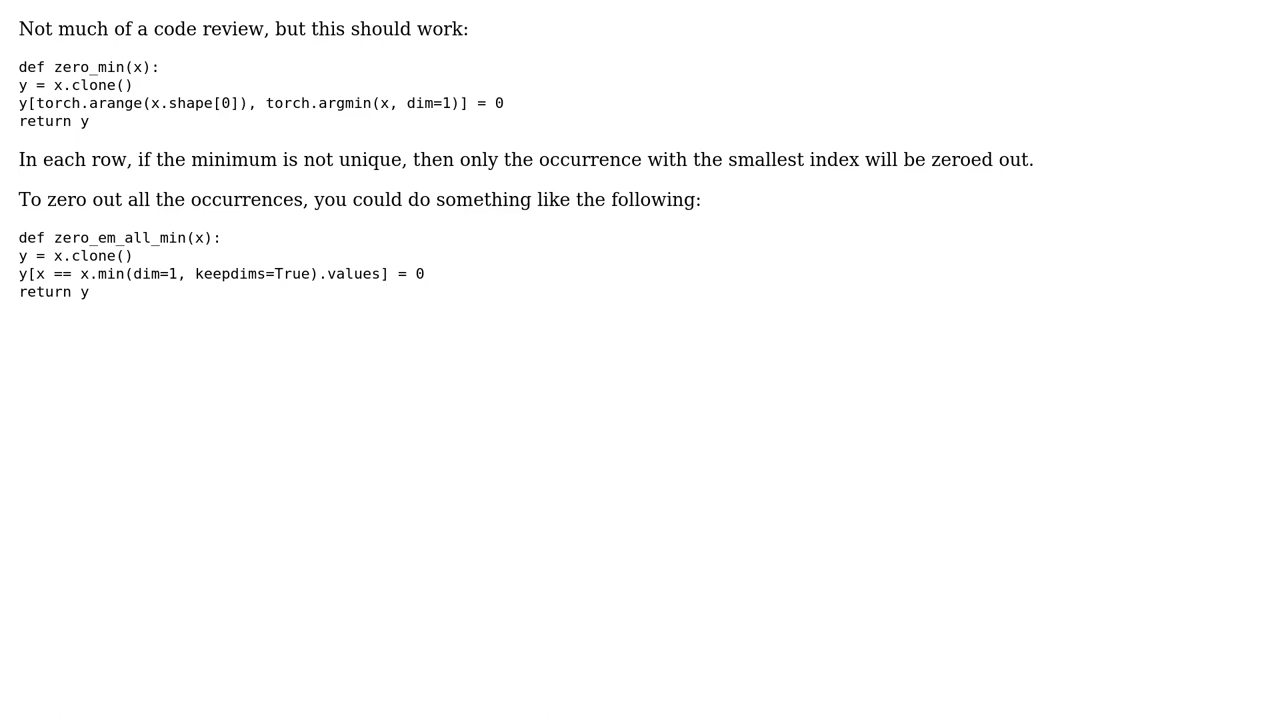 Not much of a code review, but this should work:
def zero_min(x):
y = x.clone()
y[torch.arange(x.shape[0]), torch.argmin(x, dim=1)] = 0
return y
In each row, if the minimum is not unique, then only the occurrence with the smallest index will be zeroed out.
To zero out all the occurrences, you could do something like the following:
def zero_em_all_min(x):
y = x.clone()
y[x == x.min(dim=1, keepdims=True).values] = 0
return y